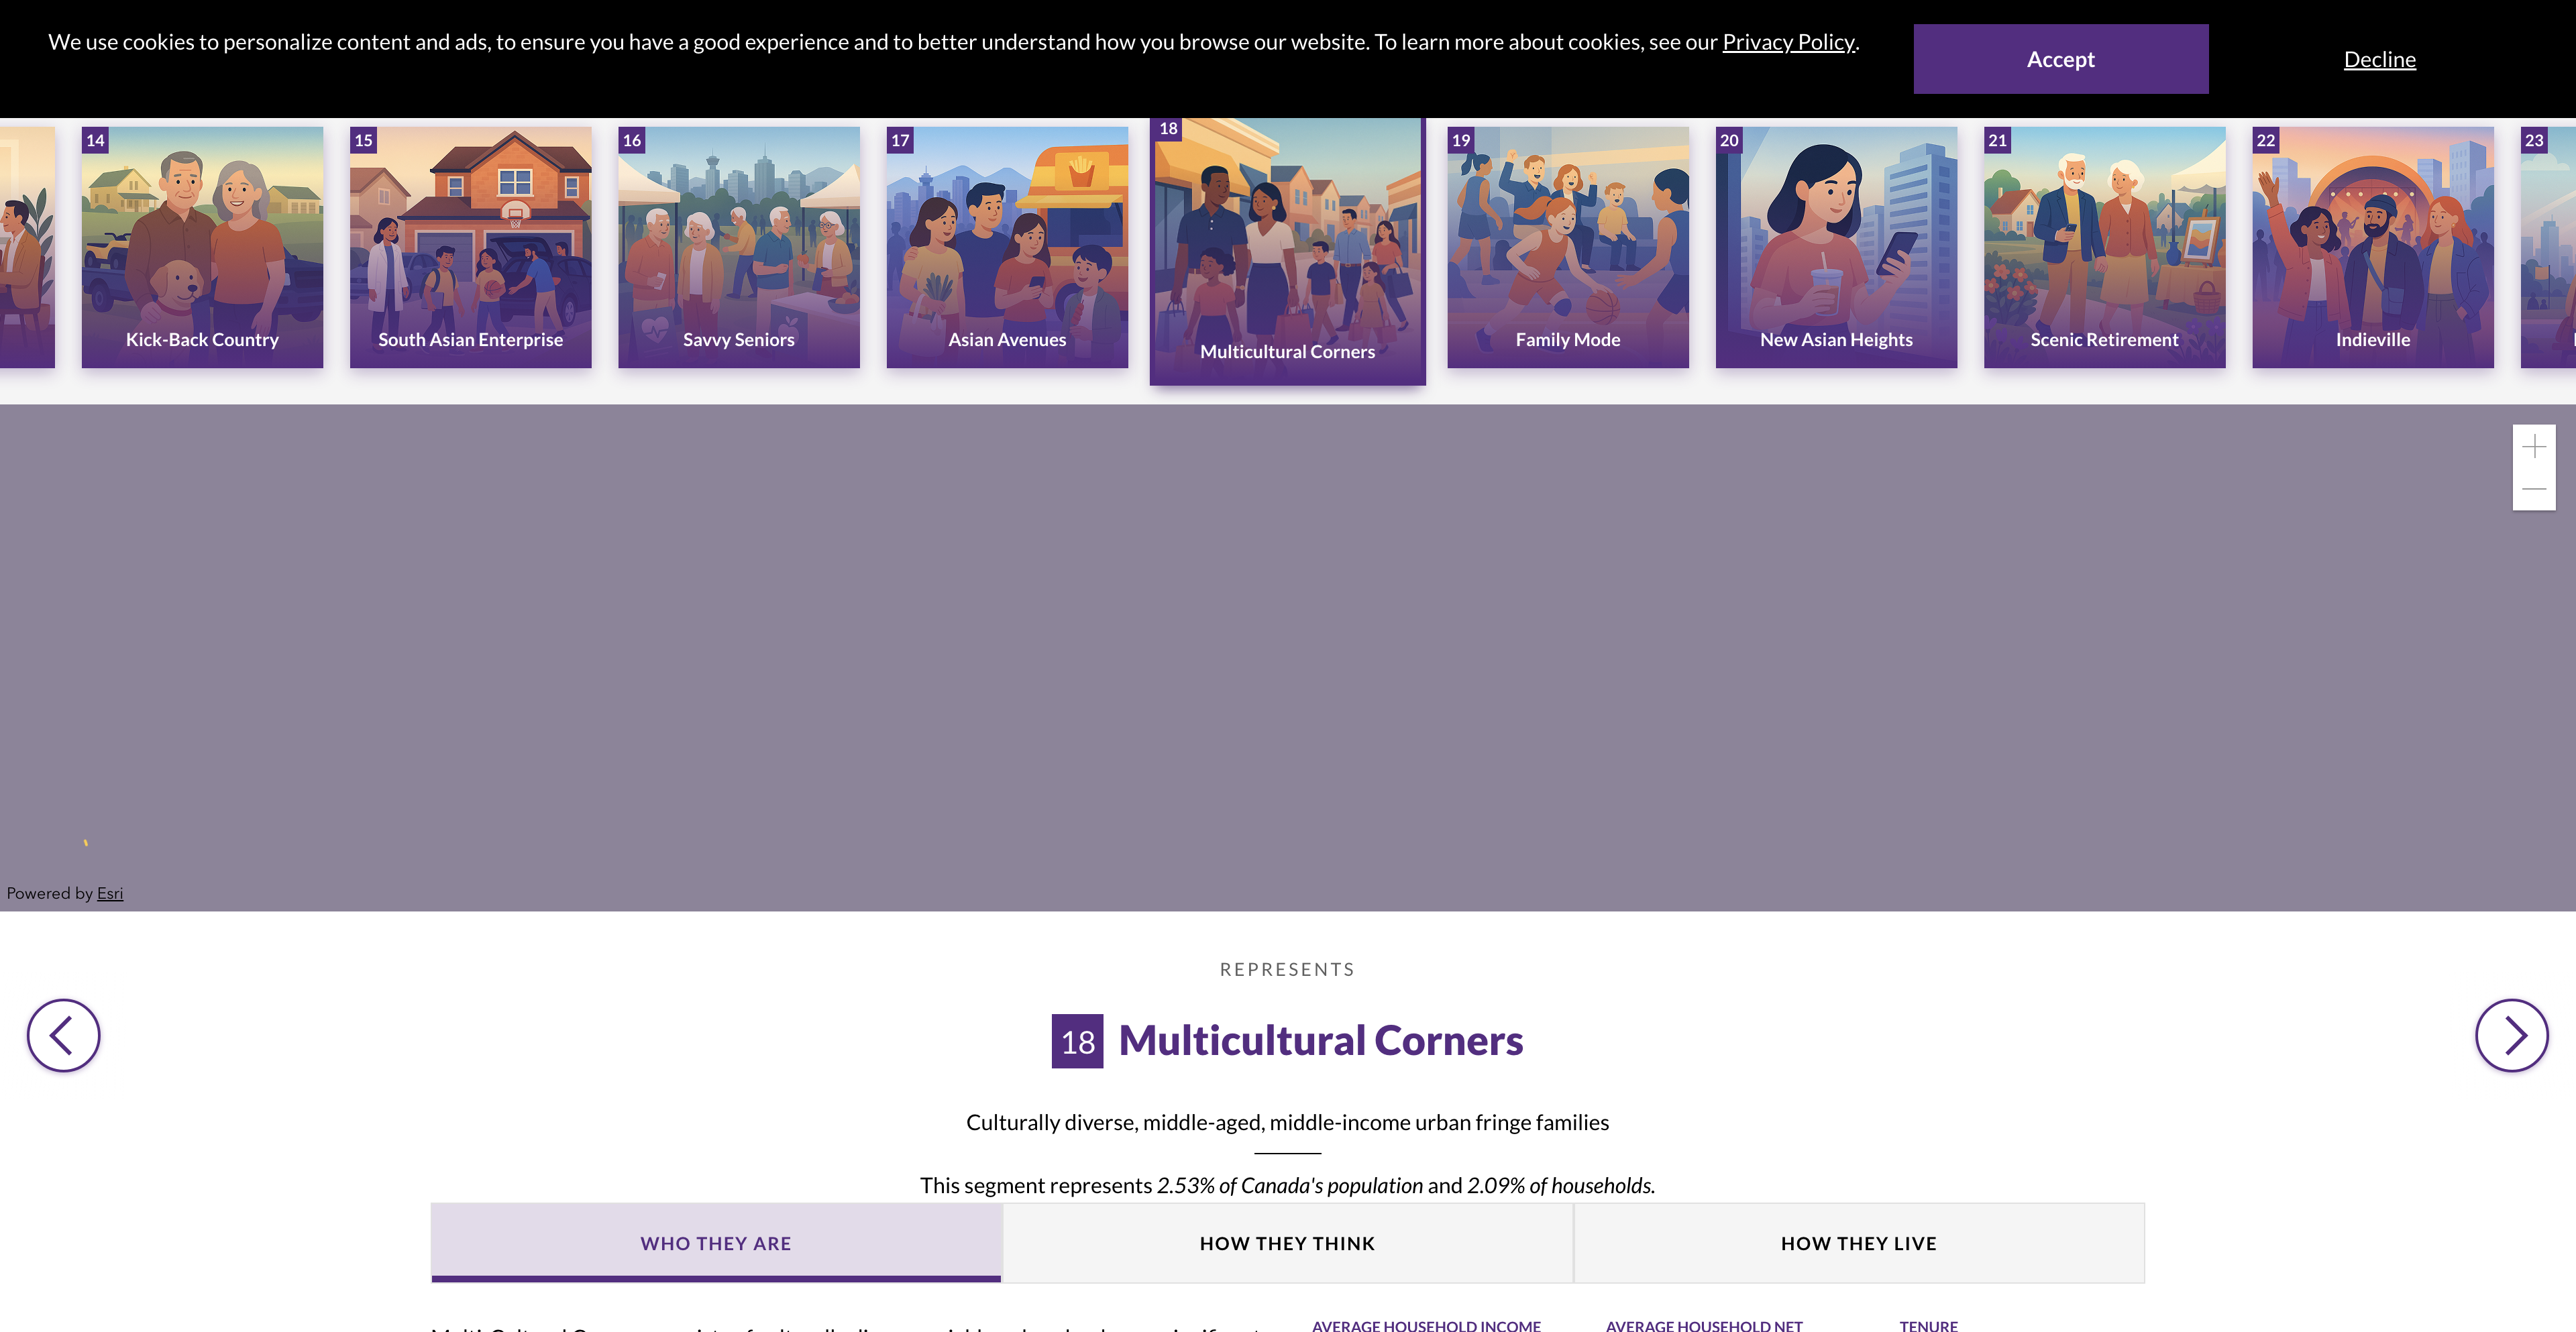 We use cookies to personalize content and ads, to ensure you have a good experience and to better understand how you browse our website. To learn more about cookies, see our Privacy Policy.
Accept
Decline
14
15
16
17
18
19
20
21
22
23
Kick-Back Country
South Asian Enterprise
Savvy Seniors
Asian Avenues
Multicultural Corners
Family Mode
New Asian Heights
Scenic Retirement
Indieville
Powered by Esri
REPRESENTS
18 Multicultural Corners
Culturally diverse, middle-aged, middle-income urban fringe families
This segment represents 2.53% of Canada's population and 2.09% of households.
WHO THEY ARE
HOW THEY THINK
HOW THEY LIVE
AVERAGE HOUSEHOLD INCOME
AVERAGE HOUSEHOLD NET
TENURE